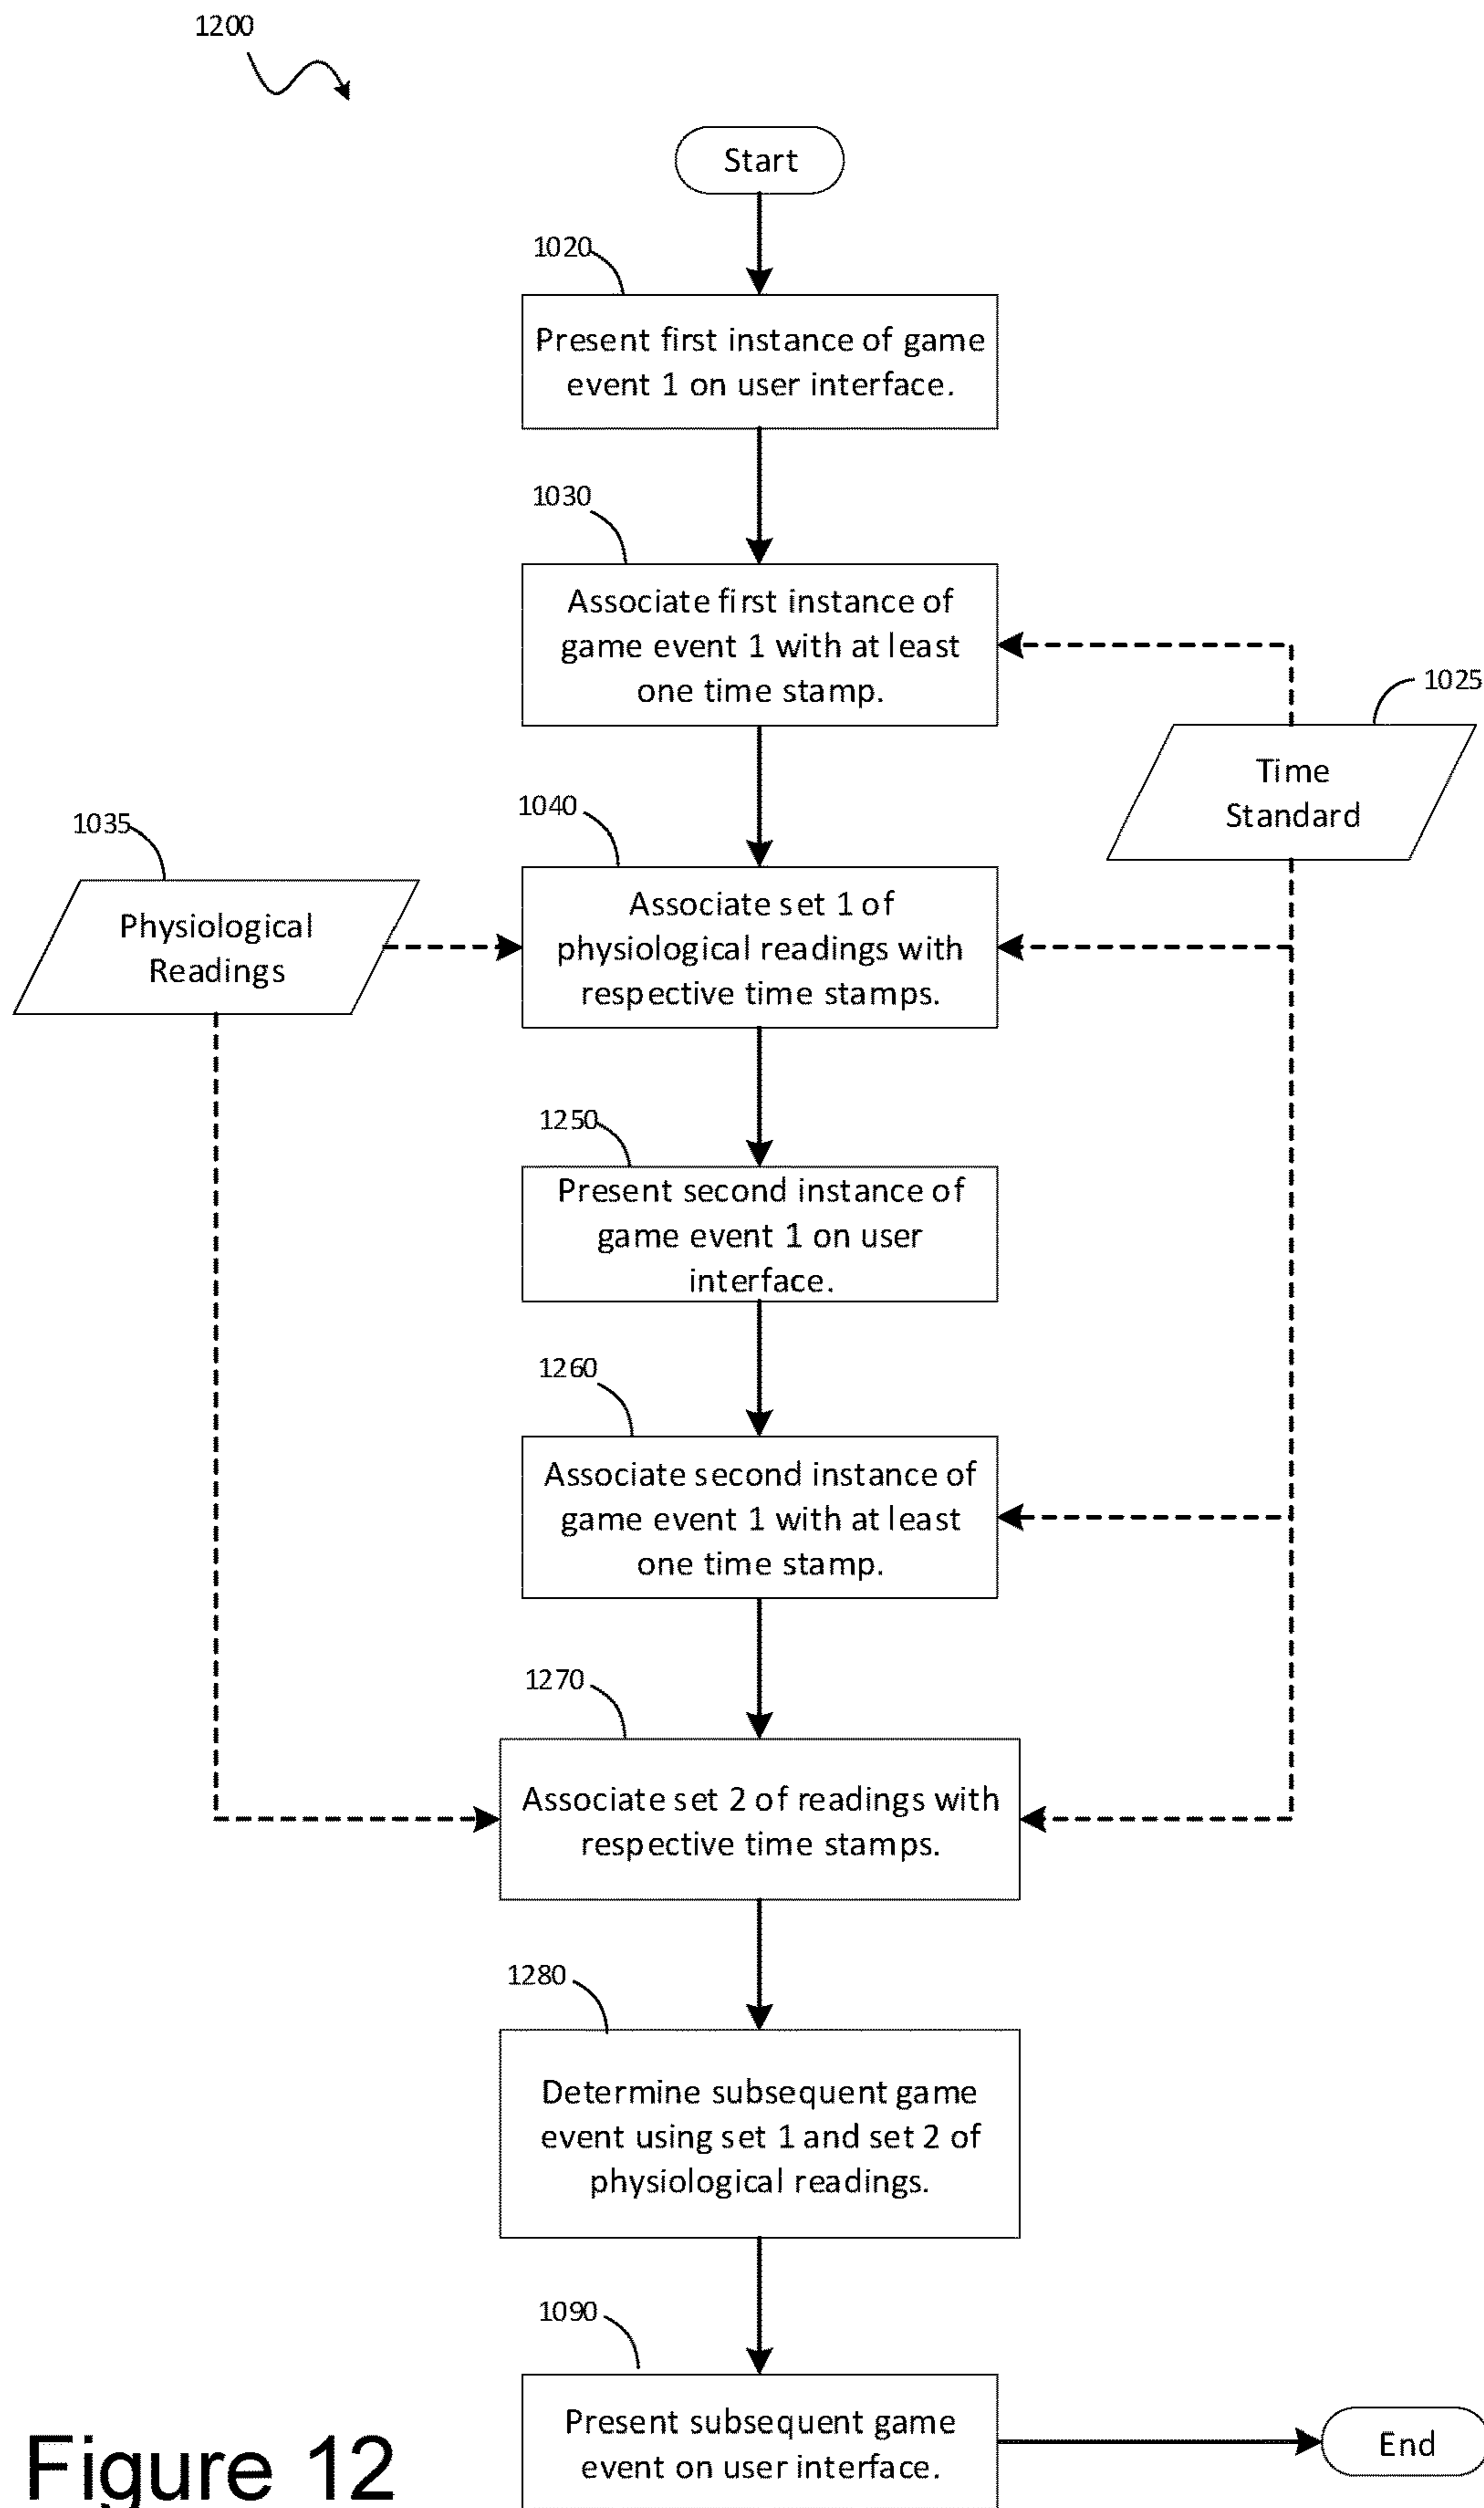 1200
Start
1020
Present first instance of game
event 1 on user interface.
1030
Associate first instance of
game event 1 with at least
one time stamp.
1025
Time
Standard
1035
Physiological
Readings
1040
Associate set 1 of
physiological readings with
respective time stamps.
1250
Present second instance of
game event 1 on user
interface.
1260
Associate second instance of
game event 1 with at least
one time stamp.
1270
Associate set 2 of readings with
respective time stamps.
1280
Determine subsequent game
event using set 1 and set 2 of
physiological readings.
1090
Present subsequent game
event on user interface.
End
Figure 12